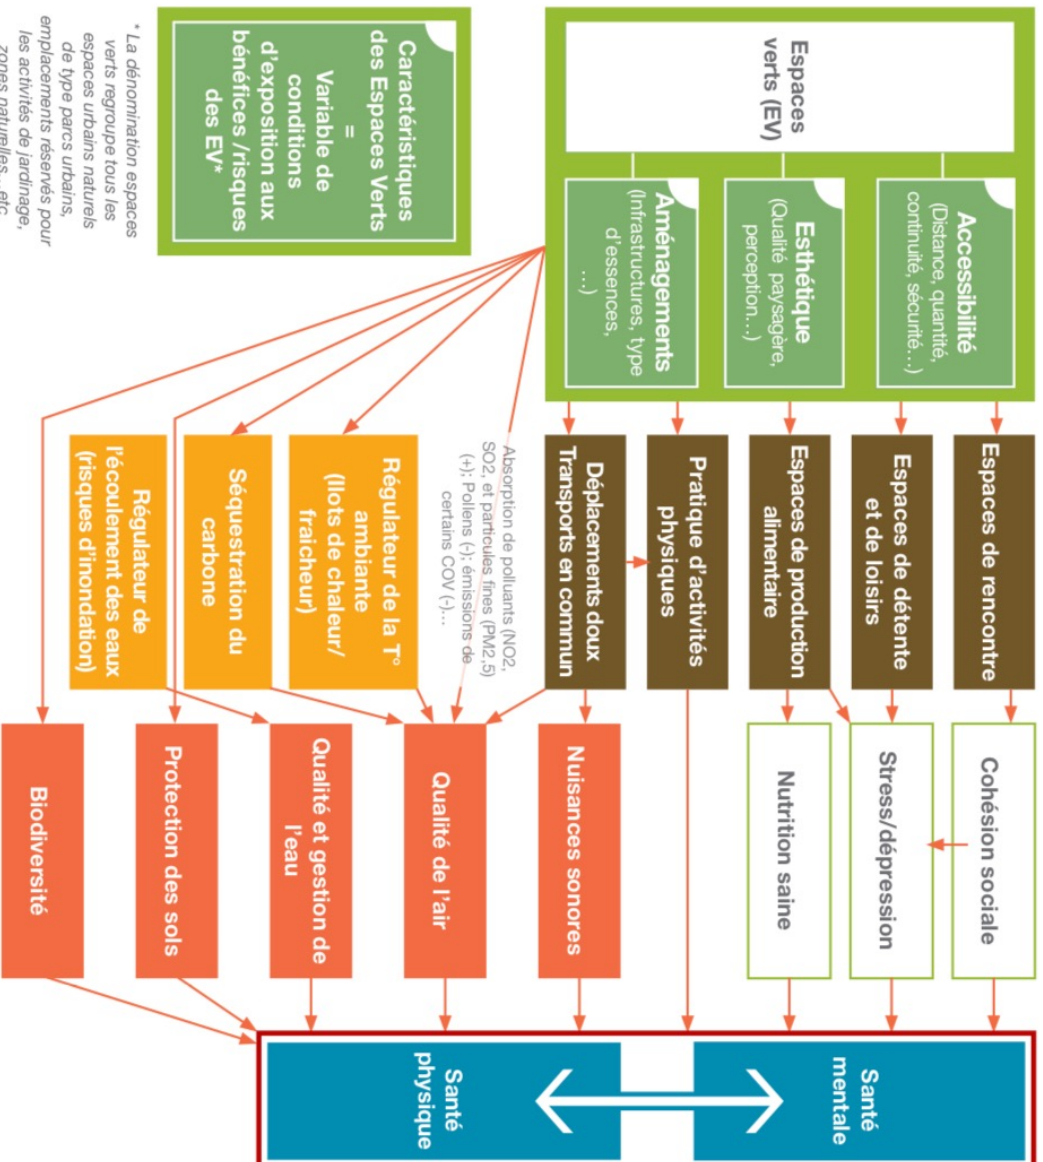 Espaces
verts (EV)
Accessibilité
(Distance, quantité,
continuité, sécurité...)
Esthétique
(Qualité paysagère,
perception...)
Aménagements
(Infrastructures, type
d'essences,
...)
Caractéristiques
des Espaces Verts
=
Variable de
conditions
d'exposition aux
bénéfices /risques
des EV*
* La dénomination espaces
verts regroupe tous les
espaces urbains naturels
de type parcs urbains,
emplacements réservés pour
les activités de jardinage,
zones naturelles...etc
Espaces de rencontre
Espaces de détente
et de loisirs
Espaces de production
alimentaire
Pratique d'activités
physiques
Déplacements doux
Transports en commun
Absorption de polluants (NO2,
SO2, et particules fines (PM2,5)
(+); Pollens (-); émissions de
certains COV (-)...
Régulateur de la T°
ambiante
(Ilots de chaleur/
fraicheur)
Séquestration du
carbone
Régulateur de
l'écoulement des eaux
(risques d'inondation)
Cohésion sociale
Stress/dépression
Nutrition saine
Nuisances sonores
Qualité de l'air
Qualité et gestion de
l'eau
Protection des sols
Biodiversité
Santé
mentale
Santé
physique